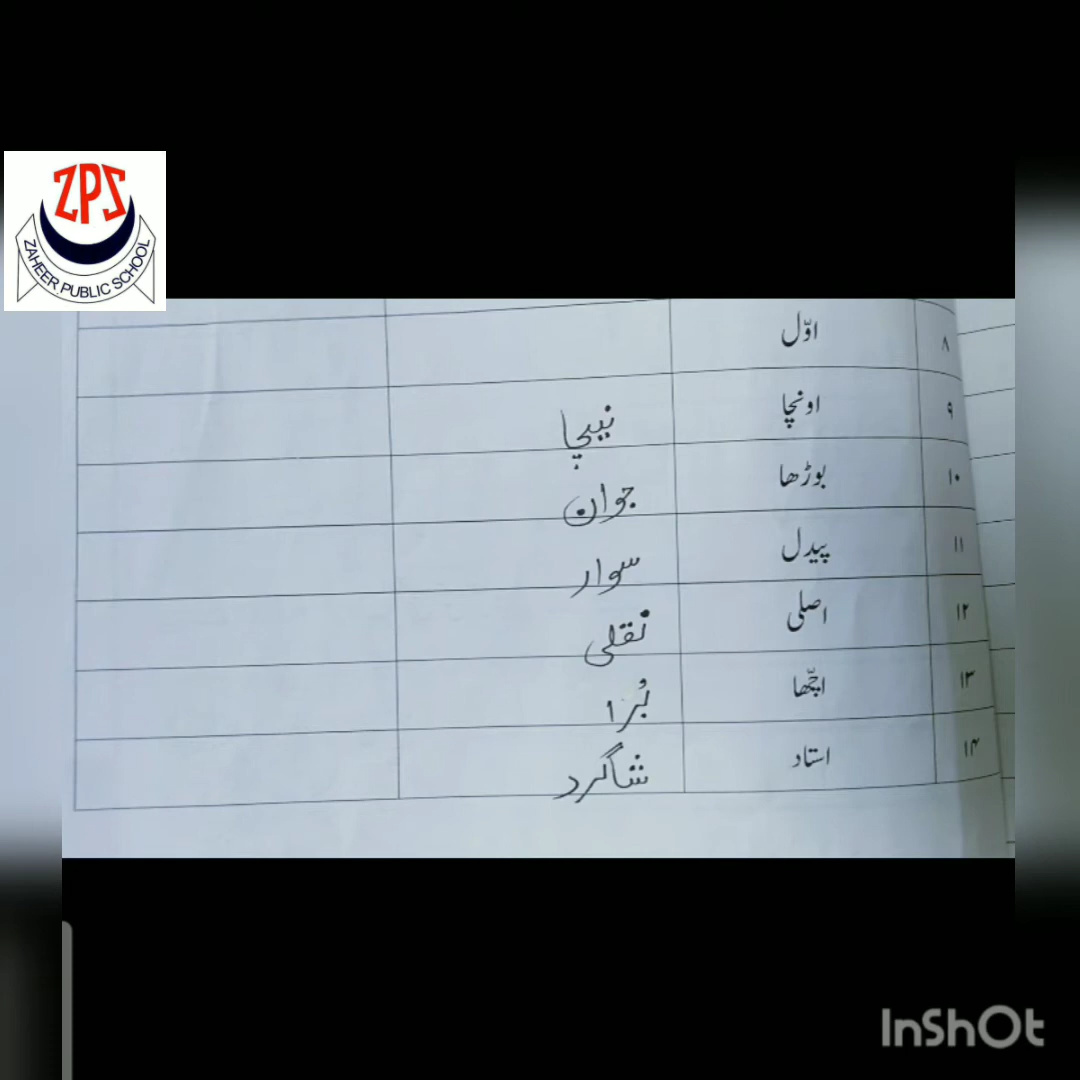 ZPS
ZAHEER PUBLIC SCHOOL
۸ اوّل
۹ اونچا نیچا
۱۰ بوڑھا جوان
۱۱ پیدل سوار
۱۲ اصلی نقلی
۱۳ اچّھا بُرا
۱۴ استاد شاگرد
InShOt